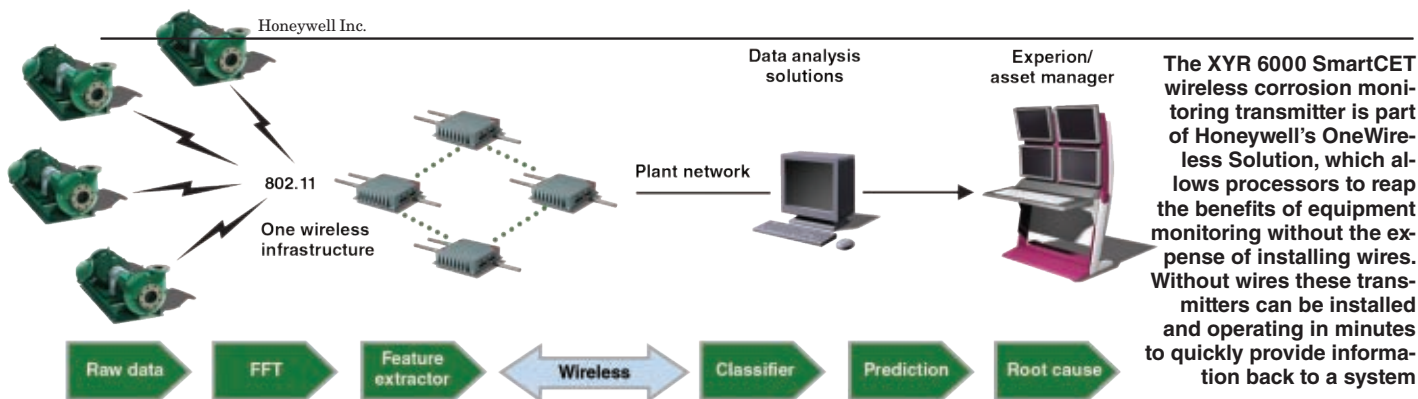 Honeywell Inc.
Data analysis
solutions
Experion/
asset manager
802.11
One wireless
infrastructure
Plant network
Raw data
FFT
Feature
extractor
Wireless
Classifier
Prediction
Root cause
The XYR 6000 SmartCET
wireless corrosion moni-
toring transmitter is part
of Honeywell's OneWire-
less Solution, which al-
lows processors to reap
the benefits of equipment
monitoring without the ex-
pense of installing wires.
Without wires these trans-
mitters can be installed
and operating in minutes
to quickly provide informa-
tion back to a system